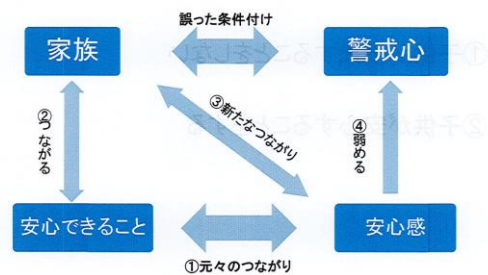 誤った条件付け
家族
警戒心
②つながる
③新たなつながり
④弱める
安心できること
安心感
①元々のつながり